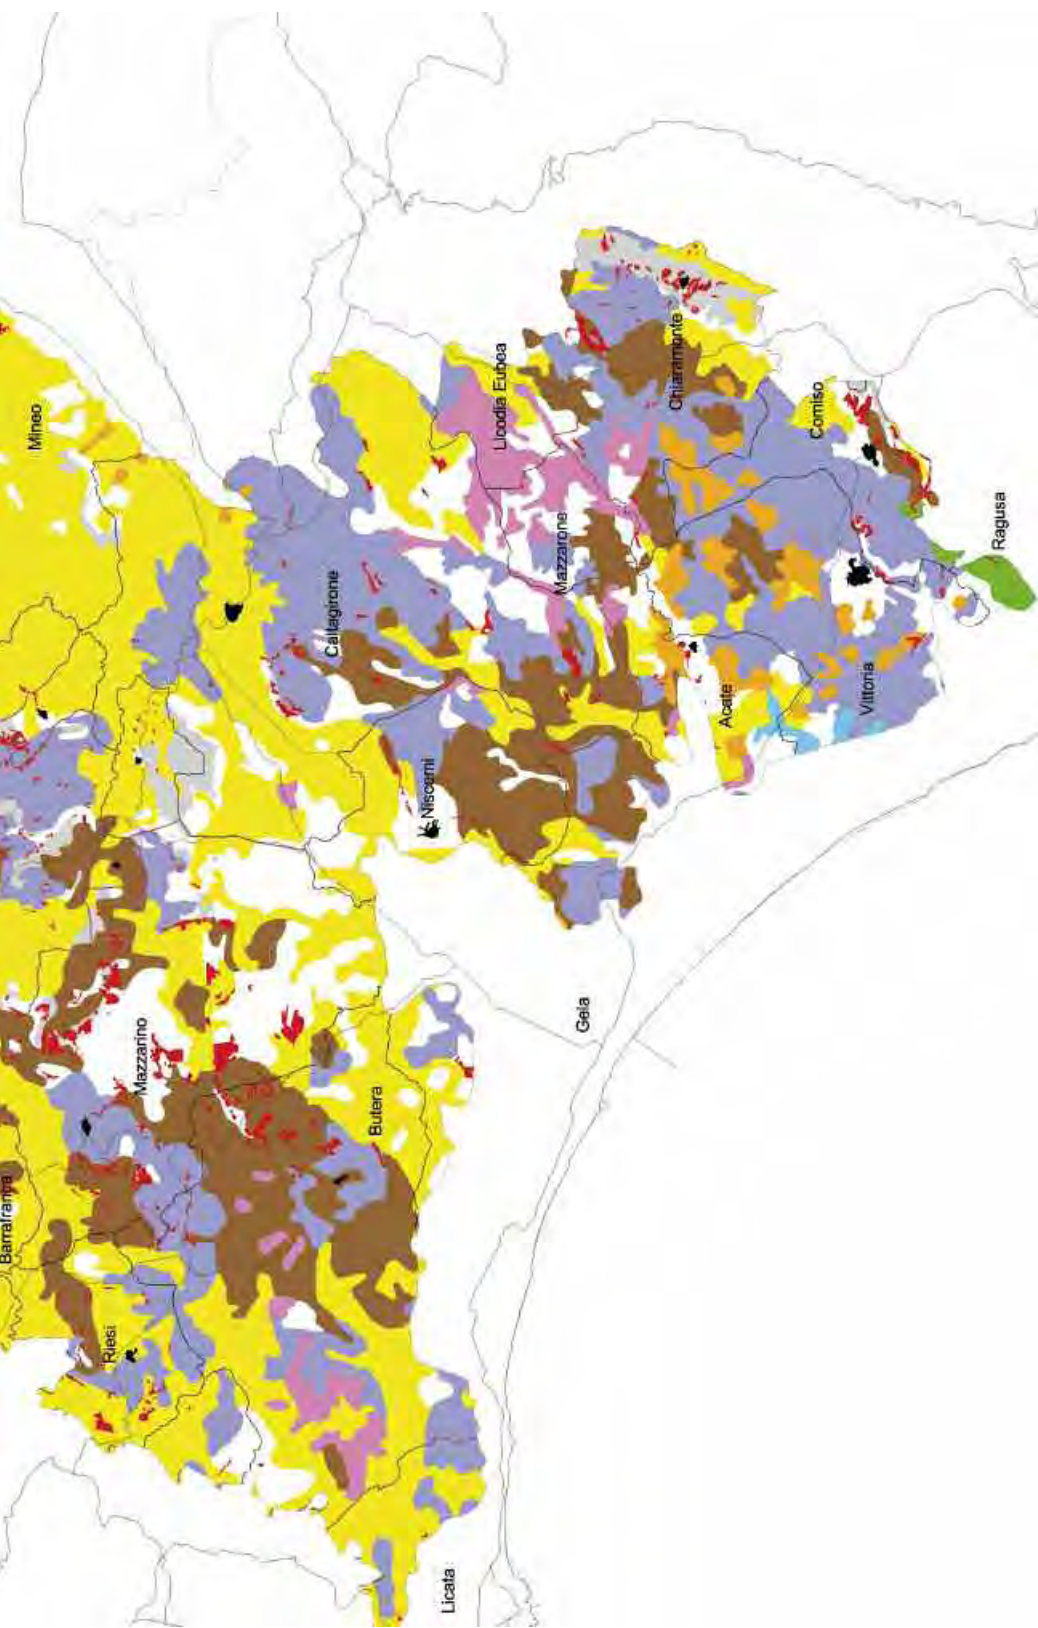 Mineo
Licodia Eubea
Chiaramonte
Comiso
Ragusa
Mazzarone
Caltagirone
Acate
Vittoria
Niscemi
Gela
Mazzarino
Butera
Barrafranca
Riesi
Licata